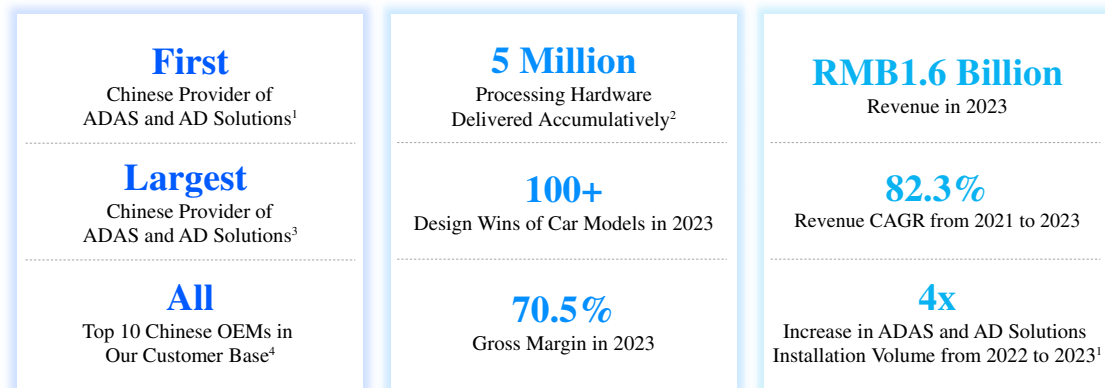 First
Chinese Provider of
ADAS and AD Solutions¹
Largest
Chinese Provider of
ADAS and AD Solutions³
All
Top 10 Chinese OEMs in
Our Customer Base⁴
5 Million
Processing Hardware
Delivered Accumulatively²
100+
Design Wins of Car Models in 2023
70.5%
Gross Margin in 2023
RMB1.6 Billion
Revenue in 2023
82.3%
Revenue CAGR from 2021 to 2023
4x
Increase in ADAS and AD Solutions
Installation Volume from 2022 to 2023¹